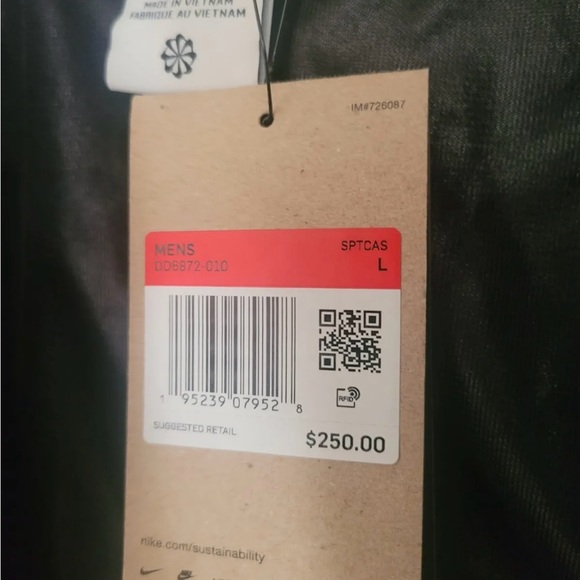 MADE IN VIETNAM
FABRIQUÉ AU VIETNAM
IM#726087
MENS
SPTCAS
DD6872-010
L
1 95239 07952 8
RFID
SUGGESTED RETAIL
$250.00
nike.com/sustainability